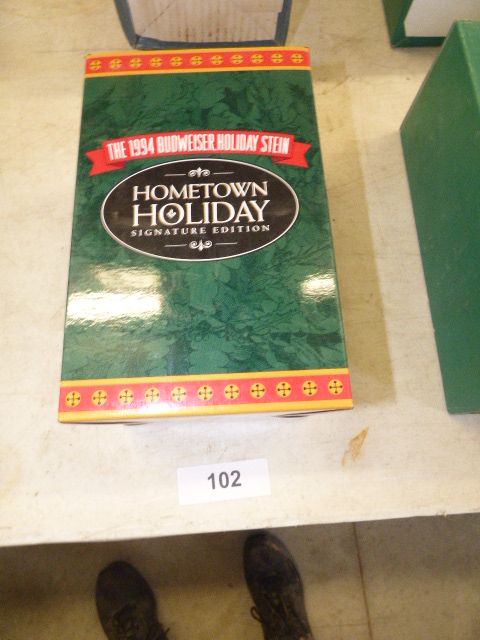 THE 1994 BUDWEISER HOLIDAY STEIN
HOMETOWN
HOLIDAY
SIGNATURE EDITION
102